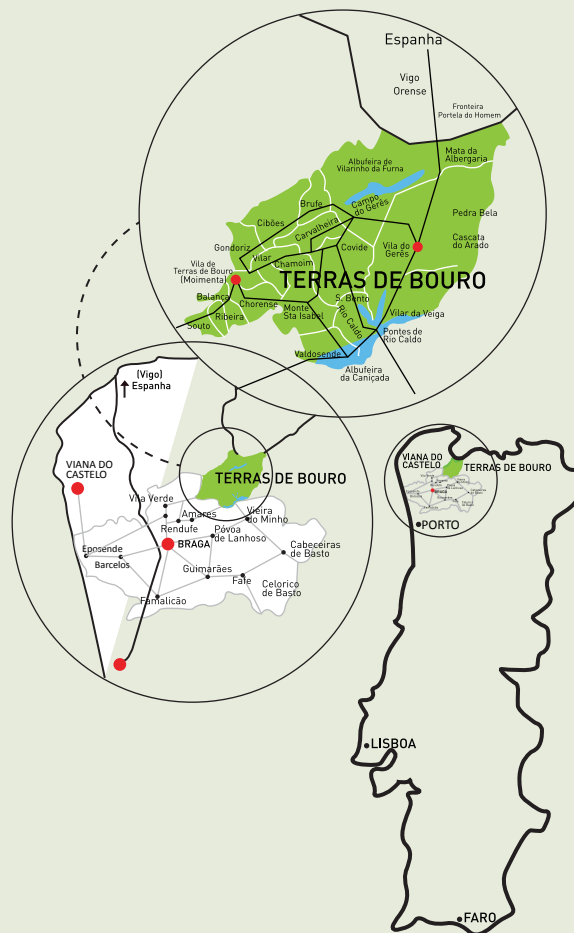 Espanha
Vigo
Orense
Fronteira
Portela do Homem
Mata da
Albergaria
Albufeira de
Vilarinho da Furna
Campo
do Gerês
Brufe
Pedra Bela
Carvalheira
Cibões
Cascata
do Arado
Gondoriz
Covide
Vila do
Gerês
Vilar
Chamoim
Vila de
Terras de Bouro
(Moimenta)
TERRAS DE BOURO
Balança
Chorense
S. Bento
Monte
Sta Isabel
Rio Caldo
Vilar da Veiga
Ribeira
Souto
Pontes de
Rio Caldo
Valdosende
Albufeira
da Caniçada
(Vigo)
Espanha
VIANA DO
CASTELO
TERRAS DE BOURO
Vila Verde
Amares
Vieira
do Minho
Rendufe
Póvoa
de Lanhoso
BRAGA
Cabeceiras
de Basto
Eposende
Barcelos
Guimarães
Fafe
Celorico
de Basto
Famalicão
VIANA DO
CASTELO
TERRAS DE BOURO
PORTO
LISBOA
FARO